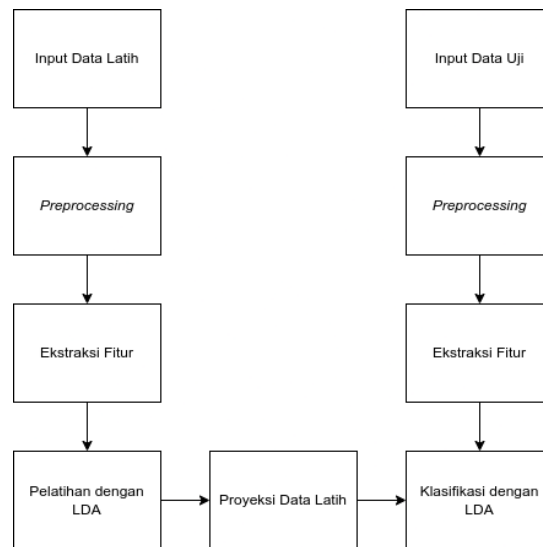 Input Data Latih
Input Data Uji
Preprocessing
Preprocessing
Ekstraksi Fitur
Ekstraksi Fitur
Pelatihan dengan
LDA
Proyeksi Data Latih
Klasifikasi dengan
LDA